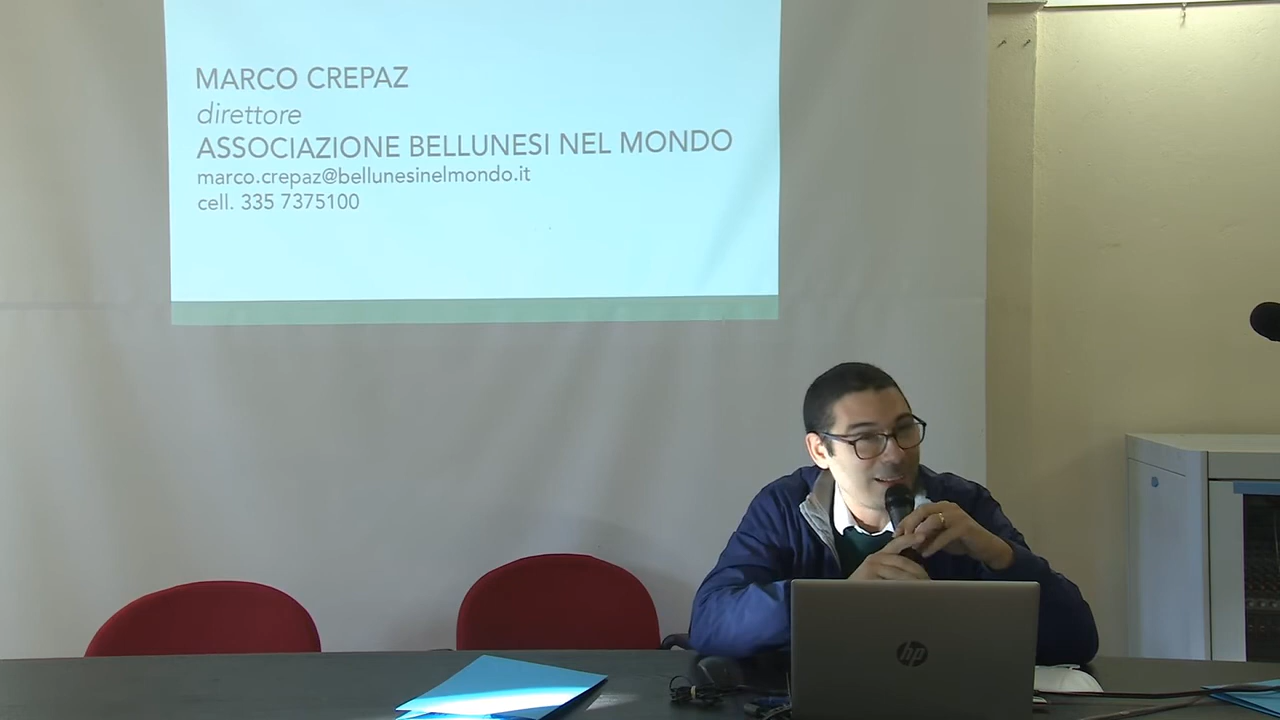 MARCO CREPAZ
direttore
ASSOCIAZIONE BELLUNESI NEL MONDO
marco.crepaz@bellunesinelmondo.it
cell. 335 7375100
hp